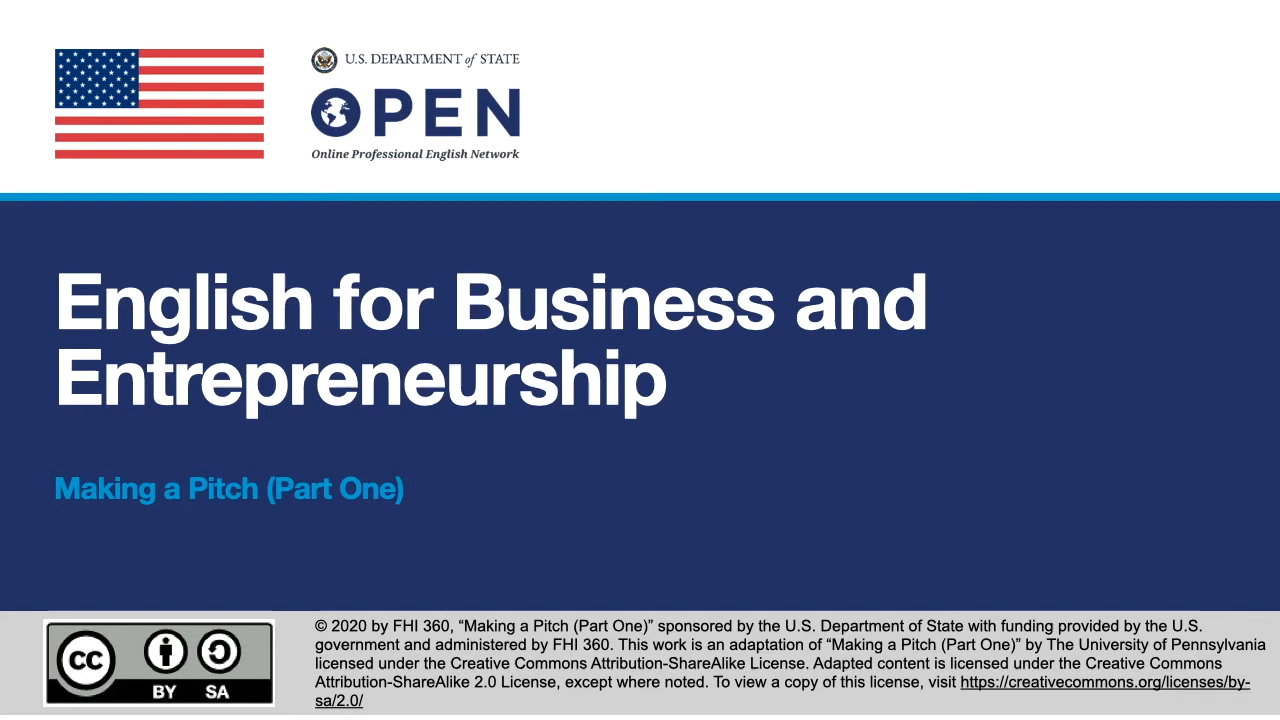 U.S. DEPARTMENT of STATE
OPEN
Online Professional English Network
English for Business and
Entrepreneurship
Making a Pitch (Part One)
cc
BY SA
© 2020 by FHI 360, “Making a Pitch (Part One)” sponsored by the U.S. Department of State with funding provided by the U.S.
government and administered by FHI 360. This work is an adaptation of “Making a Pitch (Part One)” by The University of Pennsylvania
licensed under the Creative Commons Attribution-ShareAlike License. Adapted content is licensed under the Creative Commons
Attribution-ShareAlike 2.0 License, except where noted. To view a copy of this license, visit https://creativecommons.org/licenses/by-
sa/2.0/